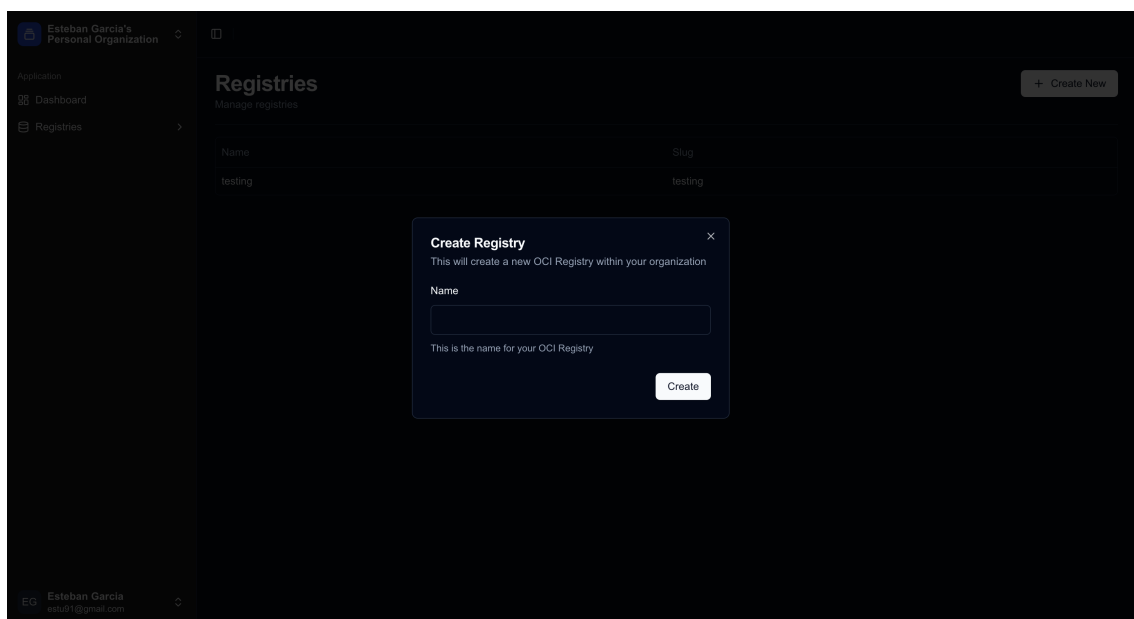 Esteban Garcia's
Personal Organization
Application
Dashboard
Registries
Registries
Manage registries
Create New
Name
Slug
testing
testing
Create Registry
This will create a new OCI Registry within your organization
Name
This is the name for your OCI Registry
Create
EG
Esteban Garcia
estu91@gmail.com